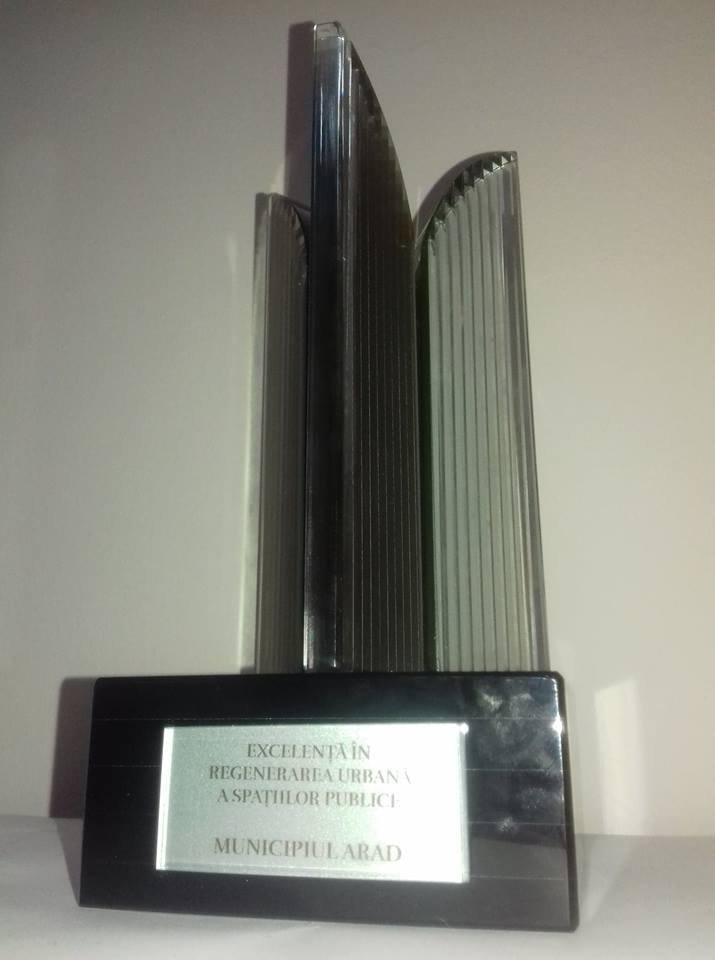 EXCELENȚĂ ÎN
REGENERAREA URBANĂ
A SPAȚIILOR PUBLICE
MUNICIPIUL ARAD